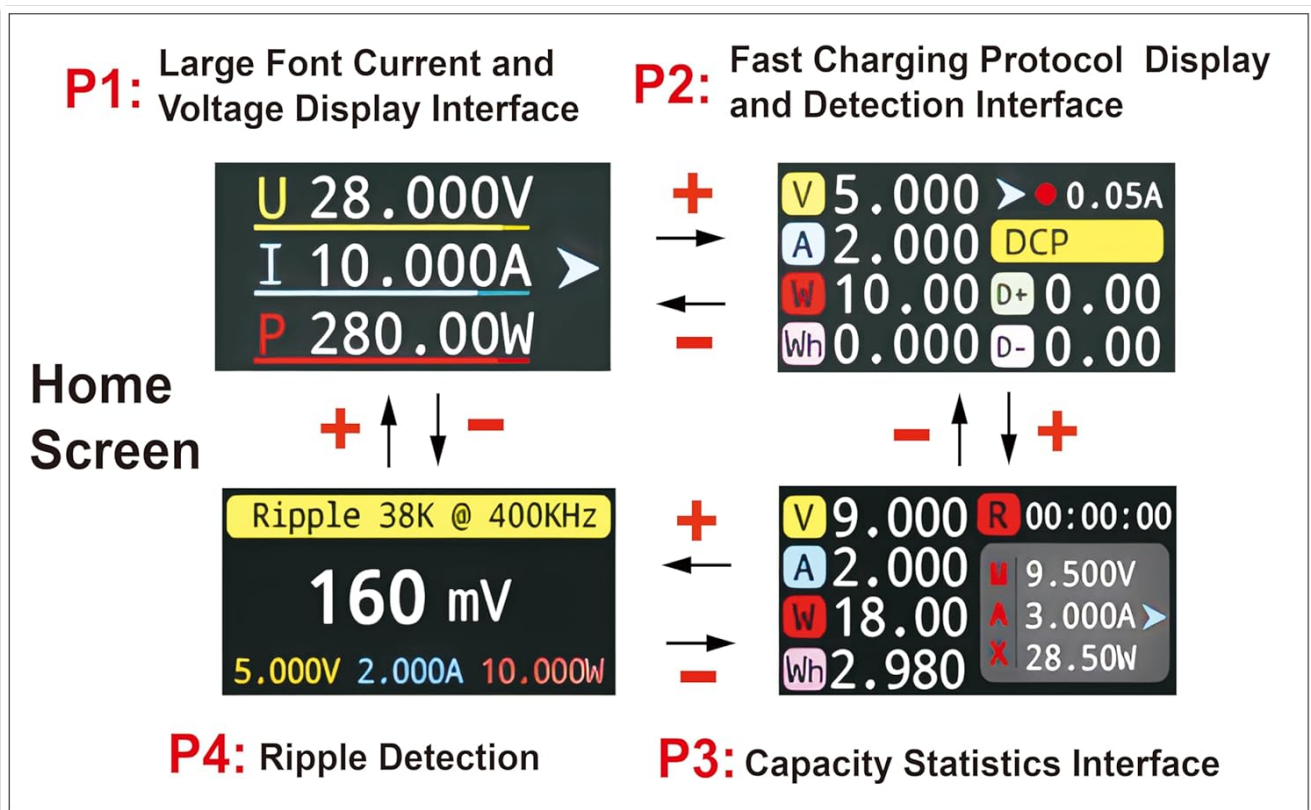 P1: Large Font Current and
Voltage Display Interface
P2: Fast Charging Protocol Display
and Detection Interface
U 28.000V
I 10.000A
P 280.00W
+
-
V 5.000 0.05A
A 2.000 DCP
W 10.00 D+ 0.00
Wh 0.000 D- 0.00
Home
Screen
+ -
- +
Ripple 38K @ 400KHz
160 mV
5.000V 2.000A 10.000W
+
-
V 9.000 R 00:00:00
A 2.000 U 9.500V
W 18.00 A 3.000A
Wh 2.980 X 28.50W
P4: Ripple Detection
P3: Capacity Statistics Interface